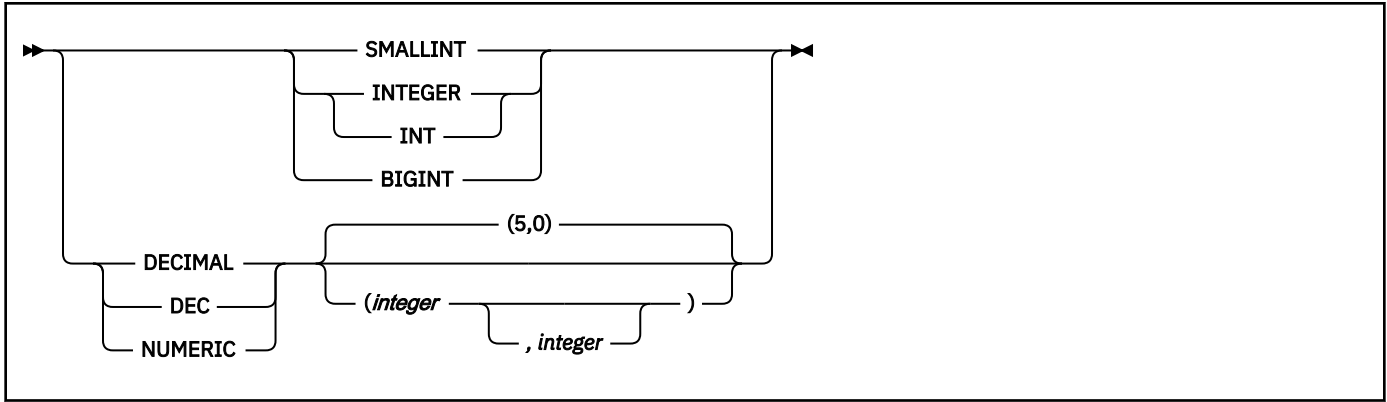 SMALLINT
INTEGER
INT
BIGINT
(5,0)
DECIMAL
DEC
(integer )
NUMERIC
, integer